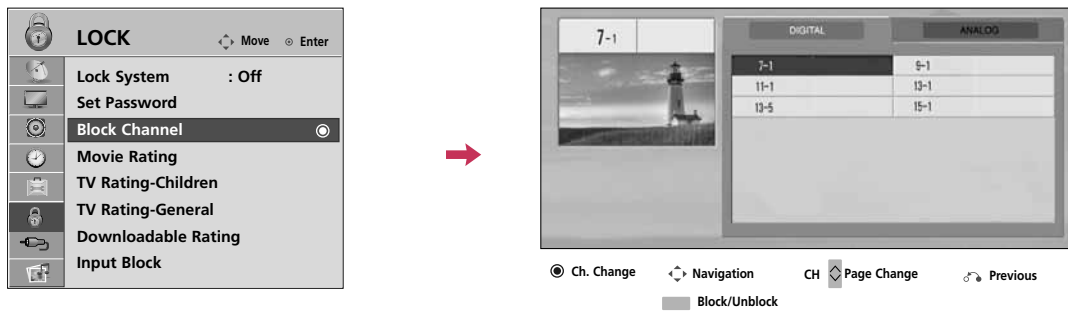 LOCK
Move
Enter
Lock System : Off
Set Password
Block Channel
Movie Rating
TV Rating-Children
TV Rating-General
Downloadable Rating
Input Block
7-1
DIGITAL
ANALOG
7-1 9-1
11-1 13-1
13-5 15-1
Ch. Change
Navigation
CH Page Change
Previous
Block/Unblock